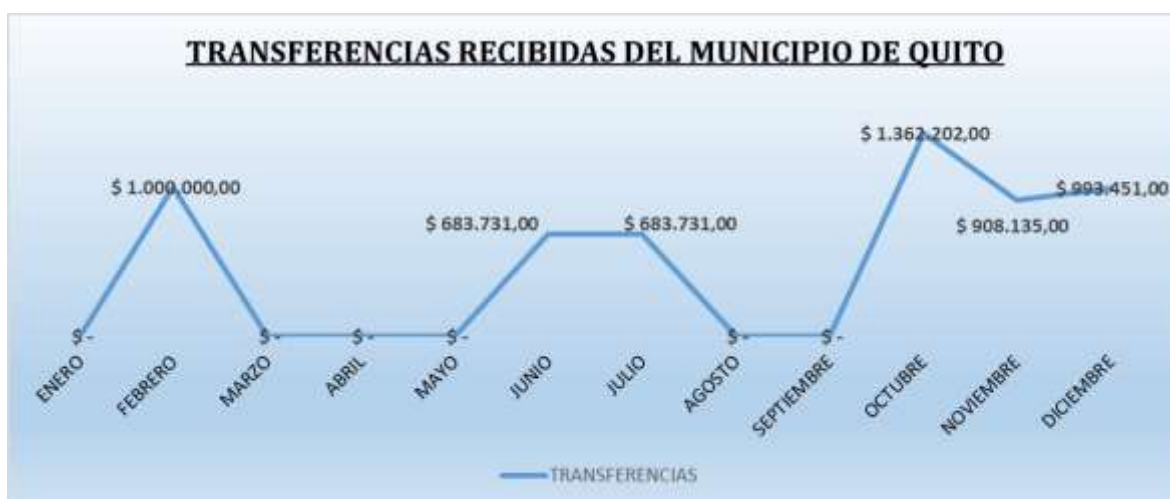 TRANSFERENCIAS RECIBIDAS DEL MUNICIPIO DE QUITO
$ 1.362.202,00
$ 1.000.000,00
$ 993.451,00
$ 683.731,00
$ 683.731,00
$ 908.135,00
$ -
$ -
$ -
$ -
$ -
$ -
ENERO
FEBRERO
MARZO
ABRIL
MAYO
JUNIO
JULIO
AGOSTO
SEPTIEMBRE
OCTUBRE
NOVIEMBRE
DICIEMBRE
TRANSFERENCIAS